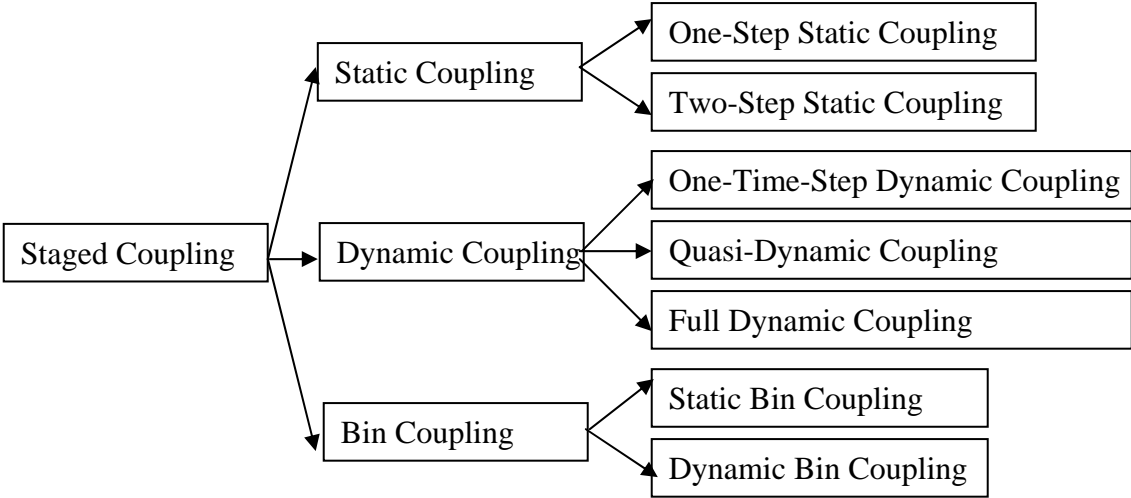 One-Step Static Coupling
Static Coupling
Two-Step Static Coupling
One-Time-Step Dynamic Coupling
Staged Coupling
Dynamic Coupling
Quasi-Dynamic Coupling
Full Dynamic Coupling
Static Bin Coupling
Bin Coupling
Dynamic Bin Coupling